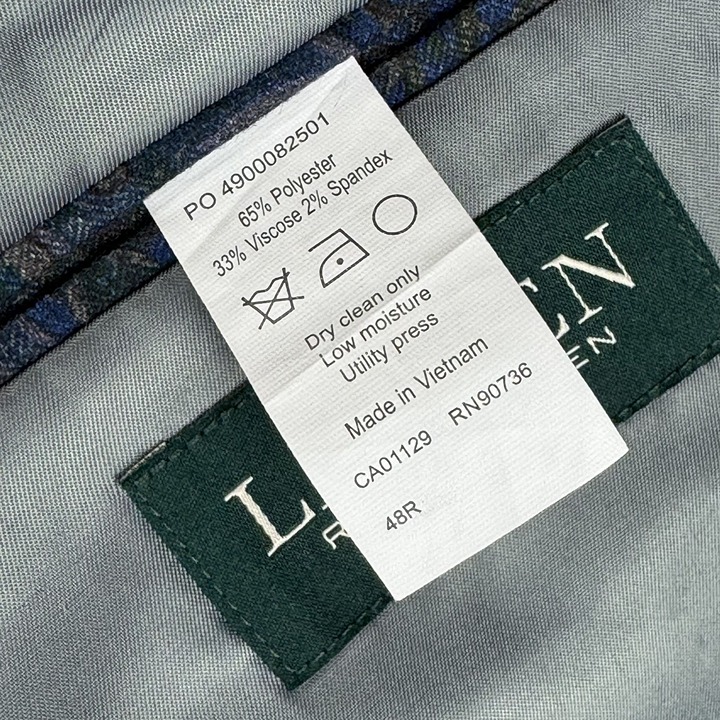 PO 4900082501
65% Polyester
33% Viscose 2% Spandex
Dry clean only
Low moisture
Utility press
Made in Vietnam
CA01129 RN90736
48R